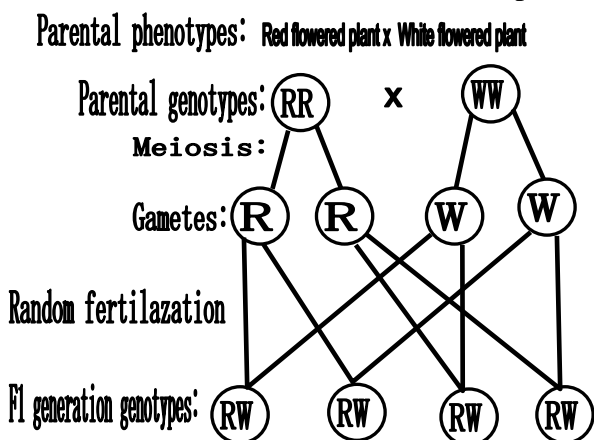 Parental phenotypes: Red flowered plant x White flowered plant
Parental genotypes: RR x WW
Meiosis:
Gametes: R R W W
Random fertilazation
F1 generation genotypes: RW RW RW RW